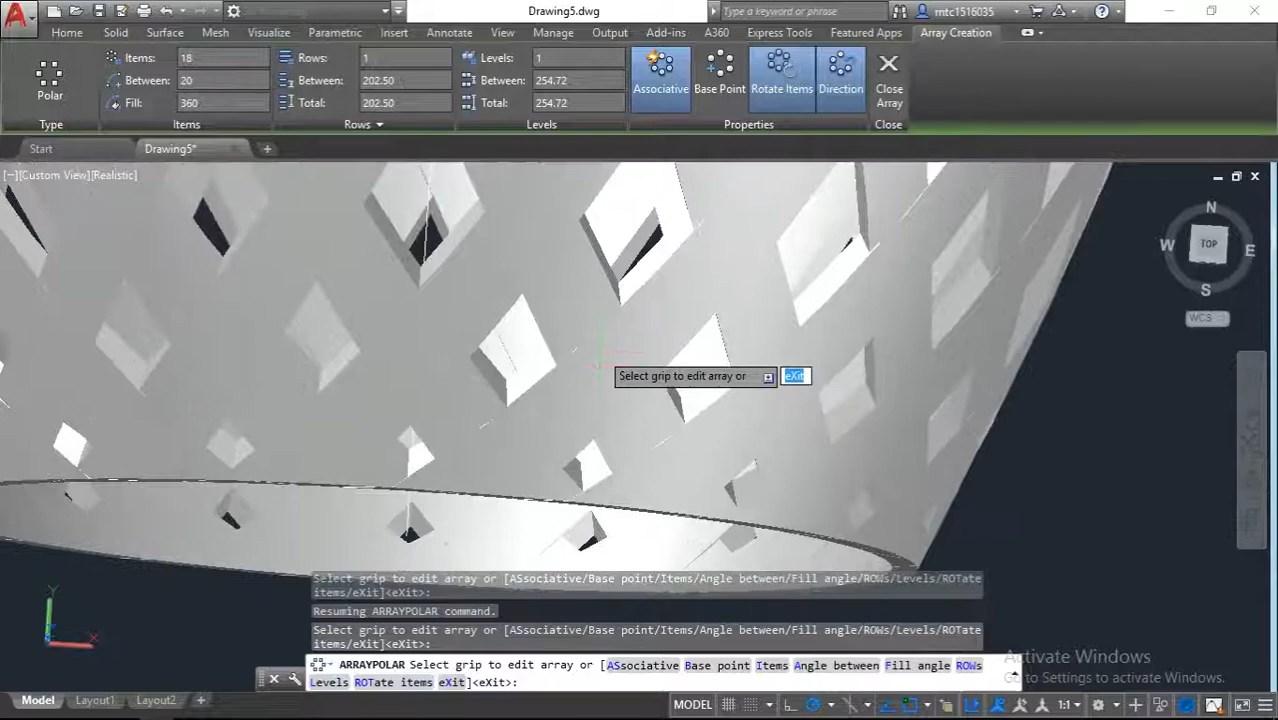 Drawing5.dwg
Type a keyword or phrase
rmtc1516035
Home Solid Surface Mesh Visualize Parametric Insert Annotate View Manage Output Add-ins A360 Express Tools Featured Apps Array Creation
Polar
Items: 18
Between: 20
Fill: 360
Rows: 1
Between: 202.50
Total: 202.50
Levels: 1
Between: 254.72
Total: 254.72
Associative
Base Point
Rotate Items
Direction
Close
Array
Type Items Rows Levels Properties Close
Start Drawing5*
[−][Custom View][Realistic]
N
W TOP E
S
WCS
Select grip to edit array or eXit
Select grip to edit array or [ASsociative/Base point/Items/Angle between/Fill angle/ROWs/Levels/ROTate
items/eXit]<eXit>:
Resuming ARRAYPOLAR command.
Select grip to edit array or [ASsociative/Base point/Items/Angle between/Fill angle/ROWs/Levels/ROTate
items/eXit]<eXit>:
ARRAYPOLAR Select grip to edit array or [ASsociative Base point Items Angle between Fill angle ROWs
Levels ROTate items eXit]<eXit>:
Y
X
Activate Windows
Go to Settings to activate Windows.
Model Layout1 Layout2
MODEL
1:1